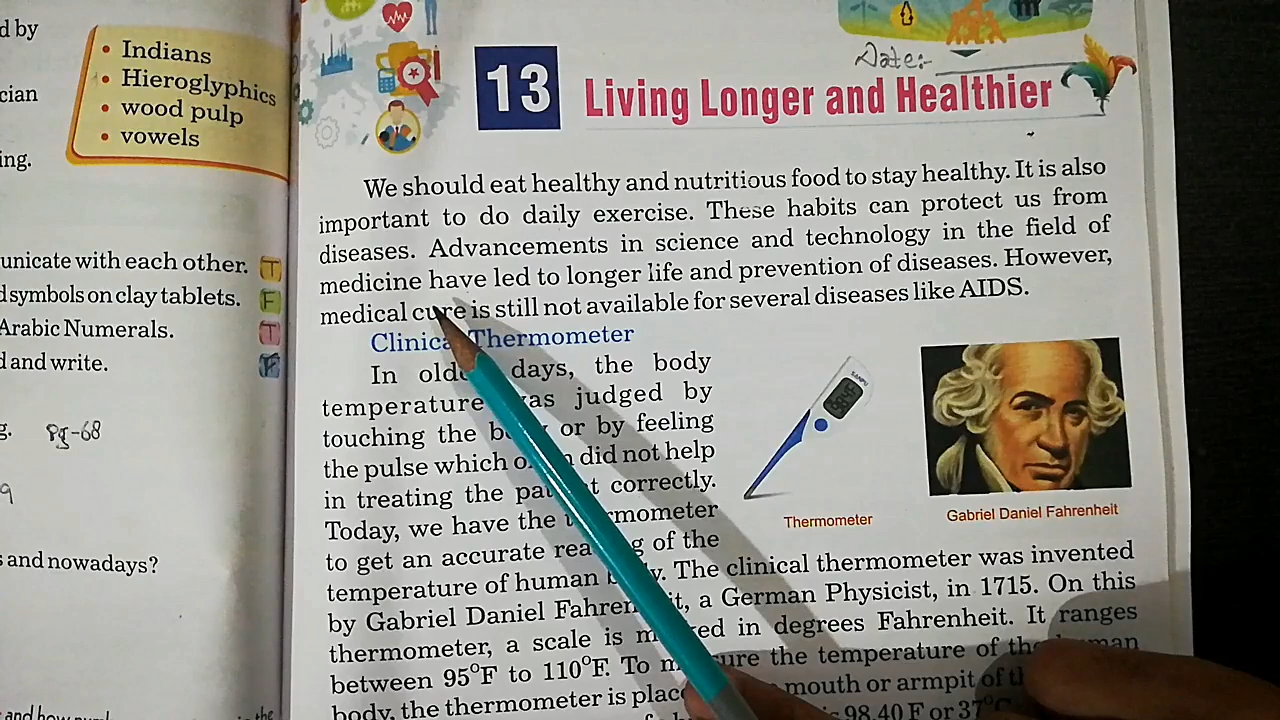 d by
cian
ing.
• Indians
• Hieroglyphics
• wood pulp
• vowels
unicate with each other. T
d symbols on clay tablets. F
Arabic Numerals. T
d and write.
g. Pg-68
9
s and nowadays?
and how
the
Date:-
13 Living Longer and Healthier
We should eat healthy and nutritious food to stay healthy. It is also
important to do daily exercise. These habits can protect us from
diseases. Advancements in science and technology in the field of
medicine have led to longer life and prevention of diseases. However,
medical cure is still not available for several diseases like AIDS.
Clinical Thermometer
In older days, the body
temperature was judged by
touching the body or by feeling
the pulse which often did not help
in treating the patient correctly.
Today, we have the thermometer
to get an accurate reading of the
temperature of human body. The clinical thermometer was invented
by Gabriel Daniel Fahrenheit, a German Physicist, in 1715. On this
thermometer, a scale is marked in degrees Fahrenheit. It ranges
between 95°F to 110°F. To measure the temperature of the human
body, the thermometer is placed mouth or armpit of
98.40 F or 37°C
SANPU
Thermometer
Gabriel Daniel Fahrenheit